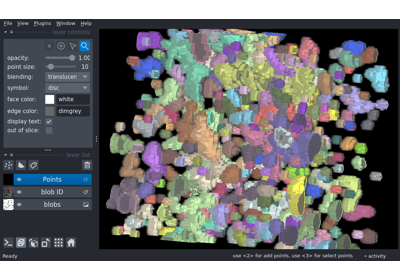 File View Plugins Window Help
layer controls
opacity: 1.00
point size: 10
blending: translucen
symbol: disc
face color: white
edge color: dimgrey
display text:
out of slice:
layer list
Points
blob ID
blobs
Ready use <2> for add points, use <3> for select points activity